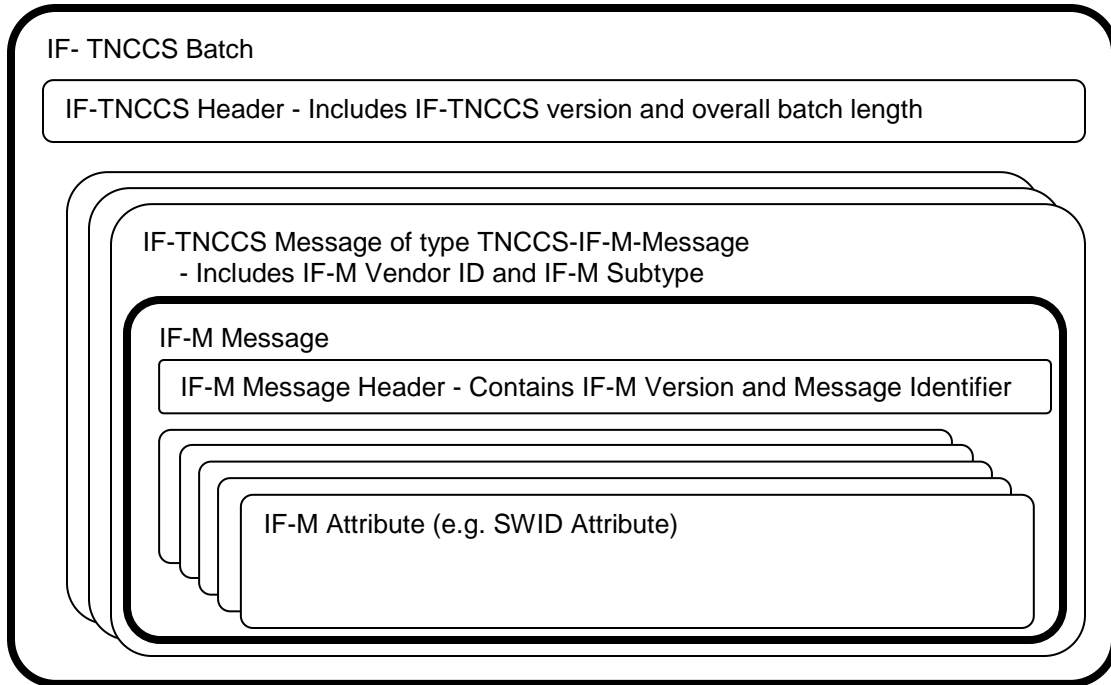 IF- TNCCS Batch
IF-TNCCS Header - Includes IF-TNCCS version and overall batch length
IF-TNCCS Message of type TNCCS-IF-M-Message
- Includes IF-M Vendor ID and IF-M Subtype
IF-M Message
IF-M Message Header - Contains IF-M Version and Message Identifier
IF-M Attribute (e.g. SWID Attribute)